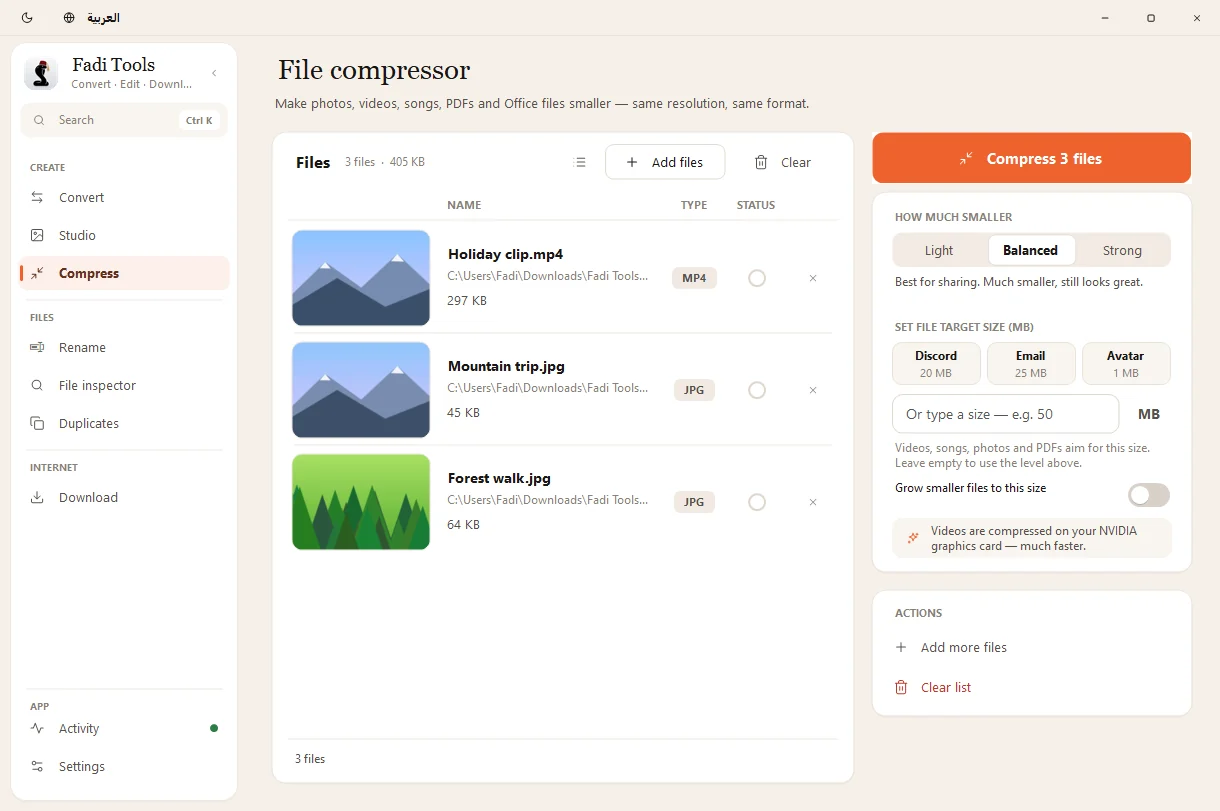 العربية
Fadi Tools
Convert · Edit · Downl...
Search
Ctrl K
CREATE
Convert
Studio
Compress
FILES
Rename
File inspector
Duplicates
INTERNET
Download
APP
Activity
Settings
File compressor
Make photos, videos, songs, PDFs and Office files smaller — same resolution, same format.
Files 3 files · 405 KB
Add files
Clear
NAME TYPE STATUS
Holiday clip.mp4
C:\Users\Fadi\Downloads\Fadi Tools...
297 KB
MP4
Mountain trip.jpg
C:\Users\Fadi\Downloads\Fadi Tools...
45 KB
JPG
Forest walk.jpg
C:\Users\Fadi\Downloads\Fadi Tools...
64 KB
JPG
3 files
Compress 3 files
HOW MUCH SMALLER
Light Balanced Strong
Best for sharing. Much smaller, still looks great.
SET FILE TARGET SIZE (MB)
Discord Email Avatar
20 MB 25 MB 1 MB
Or type a size — e.g. 50 MB
Videos, songs, photos and PDFs aim for this size.
Leave empty to use the level above.
Grow smaller files to this size
Videos are compressed on your NVIDIA
graphics card — much faster.
ACTIONS
Add more files
Clear list